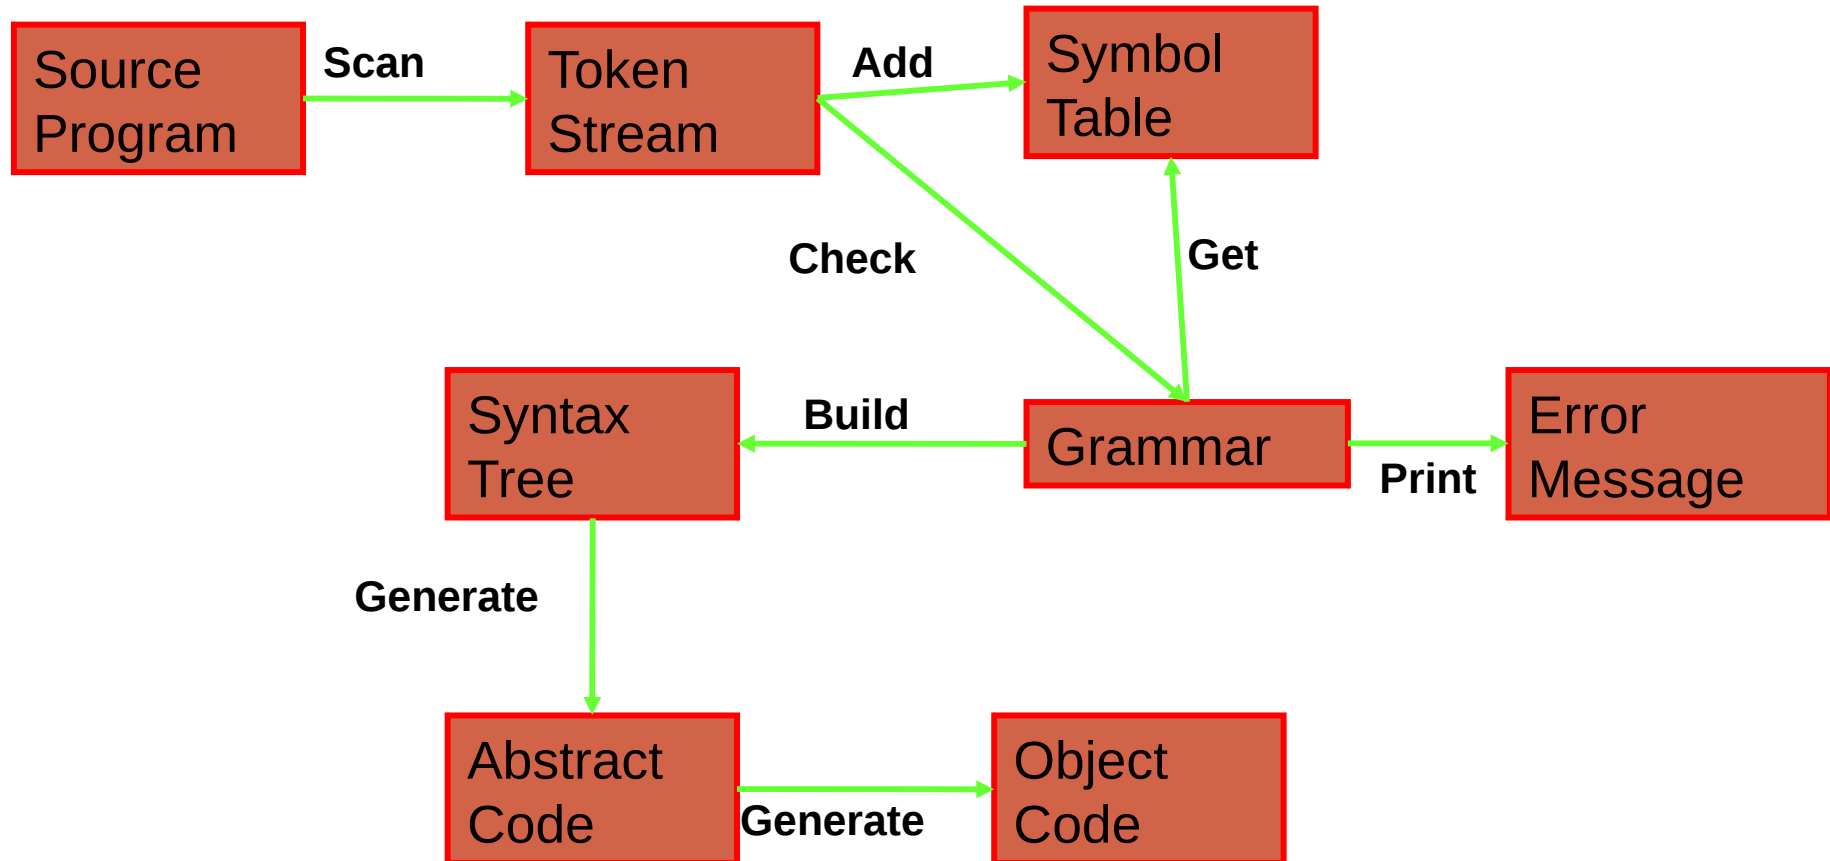 Source
Program
Scan
Token
Stream
Add
Symbol
Table
Check
Get
Syntax
Tree
Build
Grammar
Print
Error
Message
Generate
Abstract
Code
Generate
Object
Code